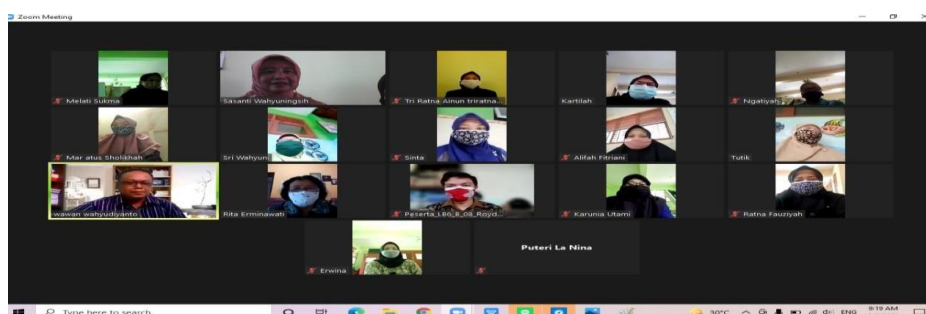 Zoom Meeting
Melati Sukma
Sasanti Wahyuningsih
Tri Ratna Ainun triratna...
Kartilah
Ngatiyah
Mar atus Sholikhah
Sri Wahyuni
Sinta
Alifah Fitriani
Tutik
wawan wahyudiyanto
Rita Erminawati
Peserta_LB6_B_08_Royd...
Karunia Utami
Ratna Fauziyah
Erwina
Puteri La Nina
Type here to search
30°C
ENG
9:19 AM